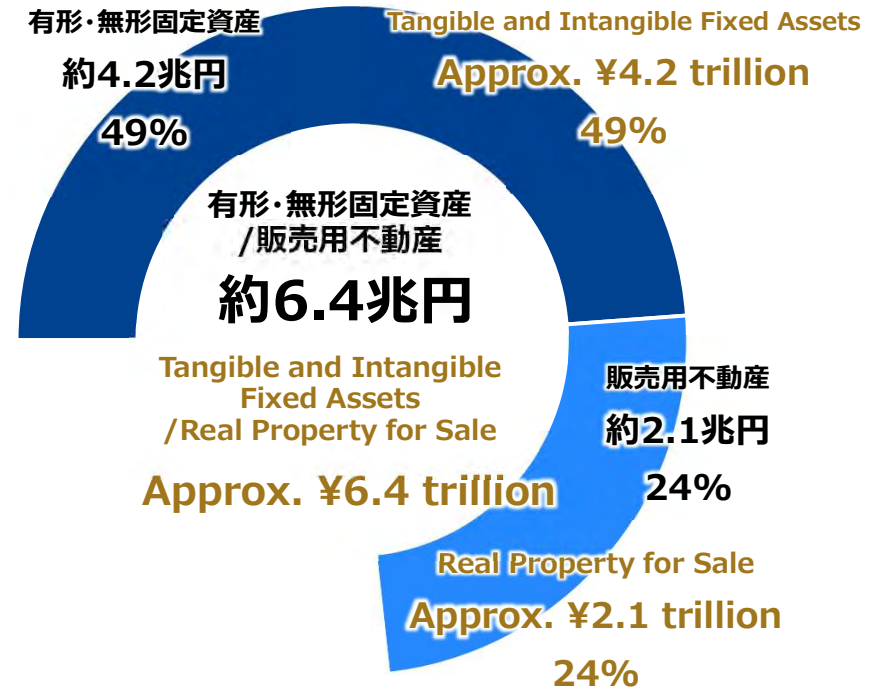 有形・無形固定資産
約4.2兆円
49%
Tangible and Intangible Fixed Assets
Approx. ¥4.2 trillion
49%
有形・無形固定資産
/販売用不動産
約6.4兆円
Tangible and Intangible
Fixed Assets
/Real Property for Sale
Approx. ¥6.4 trillion
販売用不動産
約2.1兆円
24%
Real Property for Sale
Approx. ¥2.1 trillion
24%